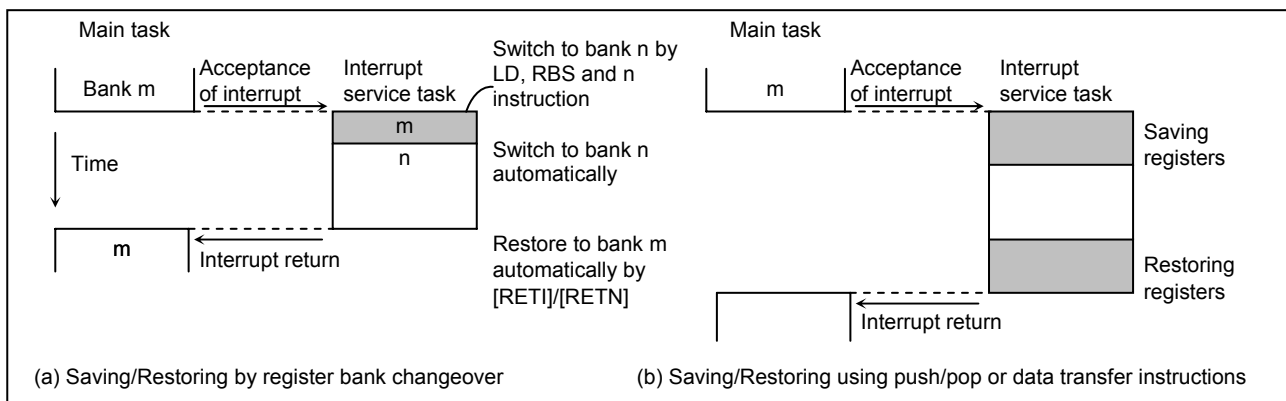 Main task
Bank m
Acceptance
of interrupt
Interrupt
service task
Switch to bank n by
LD, RBS and n
instruction
m
n
Switch to bank n
automatically
Time
m
Interrupt return
Restore to bank m
automatically by
[RETI]/[RETN]
(a) Saving/Restoring by register bank changeover
Main task
m
Acceptance
of interrupt
Interrupt
service task
Saving
registers
Restoring
registers
Interrupt return
(b) Saving/Restoring using push/pop or data transfer instructions